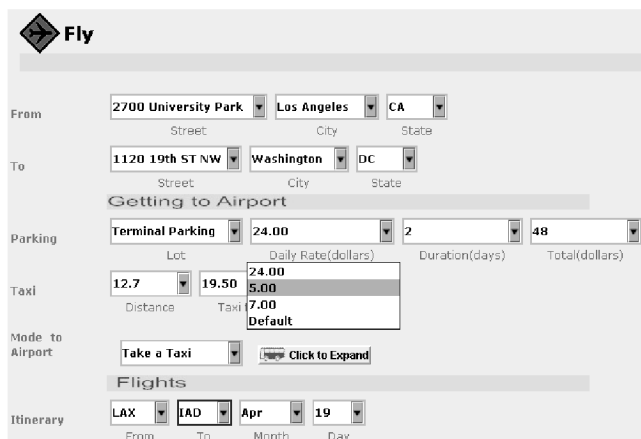 Fly
From
2700 University Park Los Angeles CA
Street City State
To
1120 19th ST NW Washington DC
Street City State
Getting to Airport
Parking
Terminal Parking 24.00 2 48
Lot Daily Rate(dollars) Duration(days) Total(dollars)
24.00
5.00
7.00
Default
Taxi
12.7 19.50
Distance Taxi
Mode to
Airport
Take a Taxi Click to Expand
Flights
Itinerary
LAX IAD Apr 19
From To Month Day